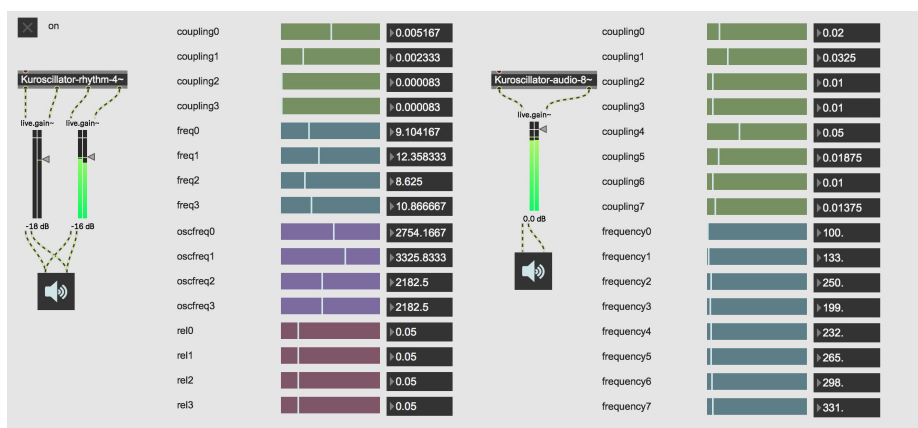 on
Kuroscillator-rhythm-4~
live.gain~ live.gain~
-18 dB -16 dB
coupling0 0.005167
coupling1 0.002333
coupling2 0.000083
coupling3 0.000083
freq0 9.104167
freq1 12.358333
freq2 8.625
freq3 10.866667
oscfreq0 2754.1667
oscfreq1 3325.8333
oscfreq2 2182.5
oscfreq3 2182.5
rel0 0.05
rel1 0.05
rel2 0.05
rel3 0.05
Kuroscillator-audio-8~
live.gain~
0.0 dB
coupling0 0.02
coupling1 0.0325
coupling2 0.01
coupling3 0.01
coupling4 0.05
coupling5 0.01875
coupling6 0.01
coupling7 0.01375
frequency0 100.
frequency1 133.
frequency2 250.
frequency3 199.
frequency4 232.
frequency5 265.
frequency6 298.
frequency7 331.